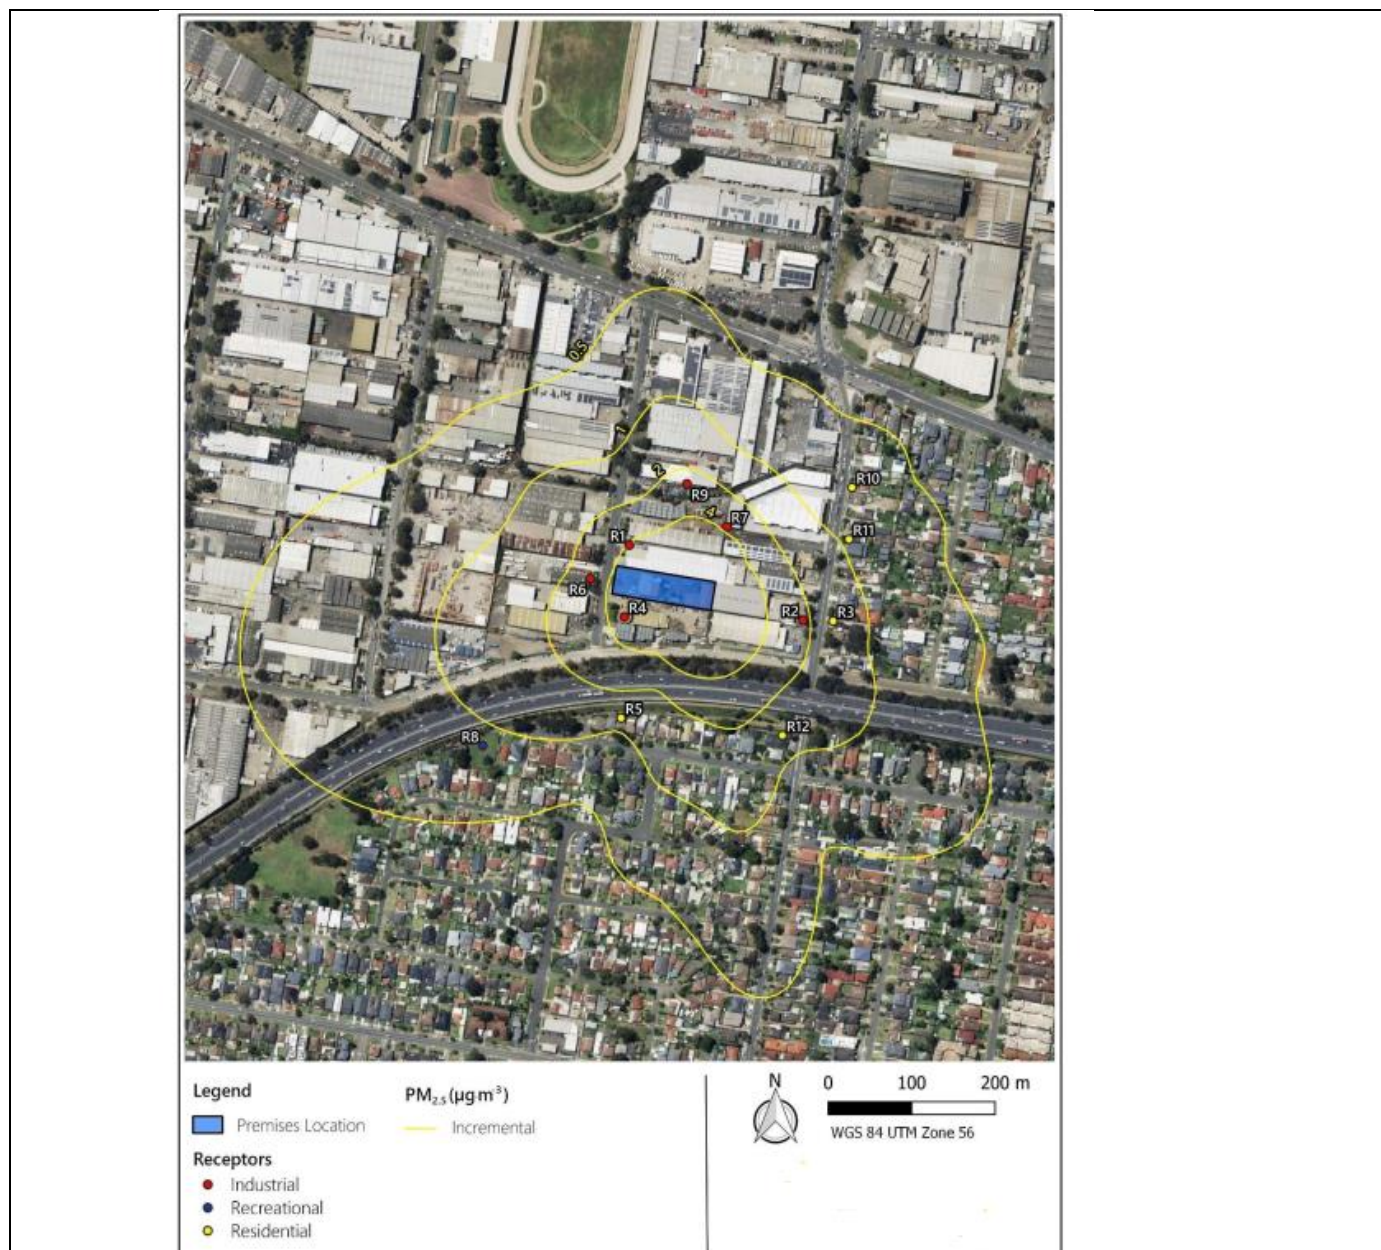 0.5
1
2
R9
R10
4
R7
R1
R11
R6
R4
R2
R3
R5
R12
R8
Legend
PM2.5 (µg·m-3)
Premises Location
Incremental
Receptors
Industrial
Recreational
Residential
N
0 100 200 m
WGS 84 UTM Zone 56